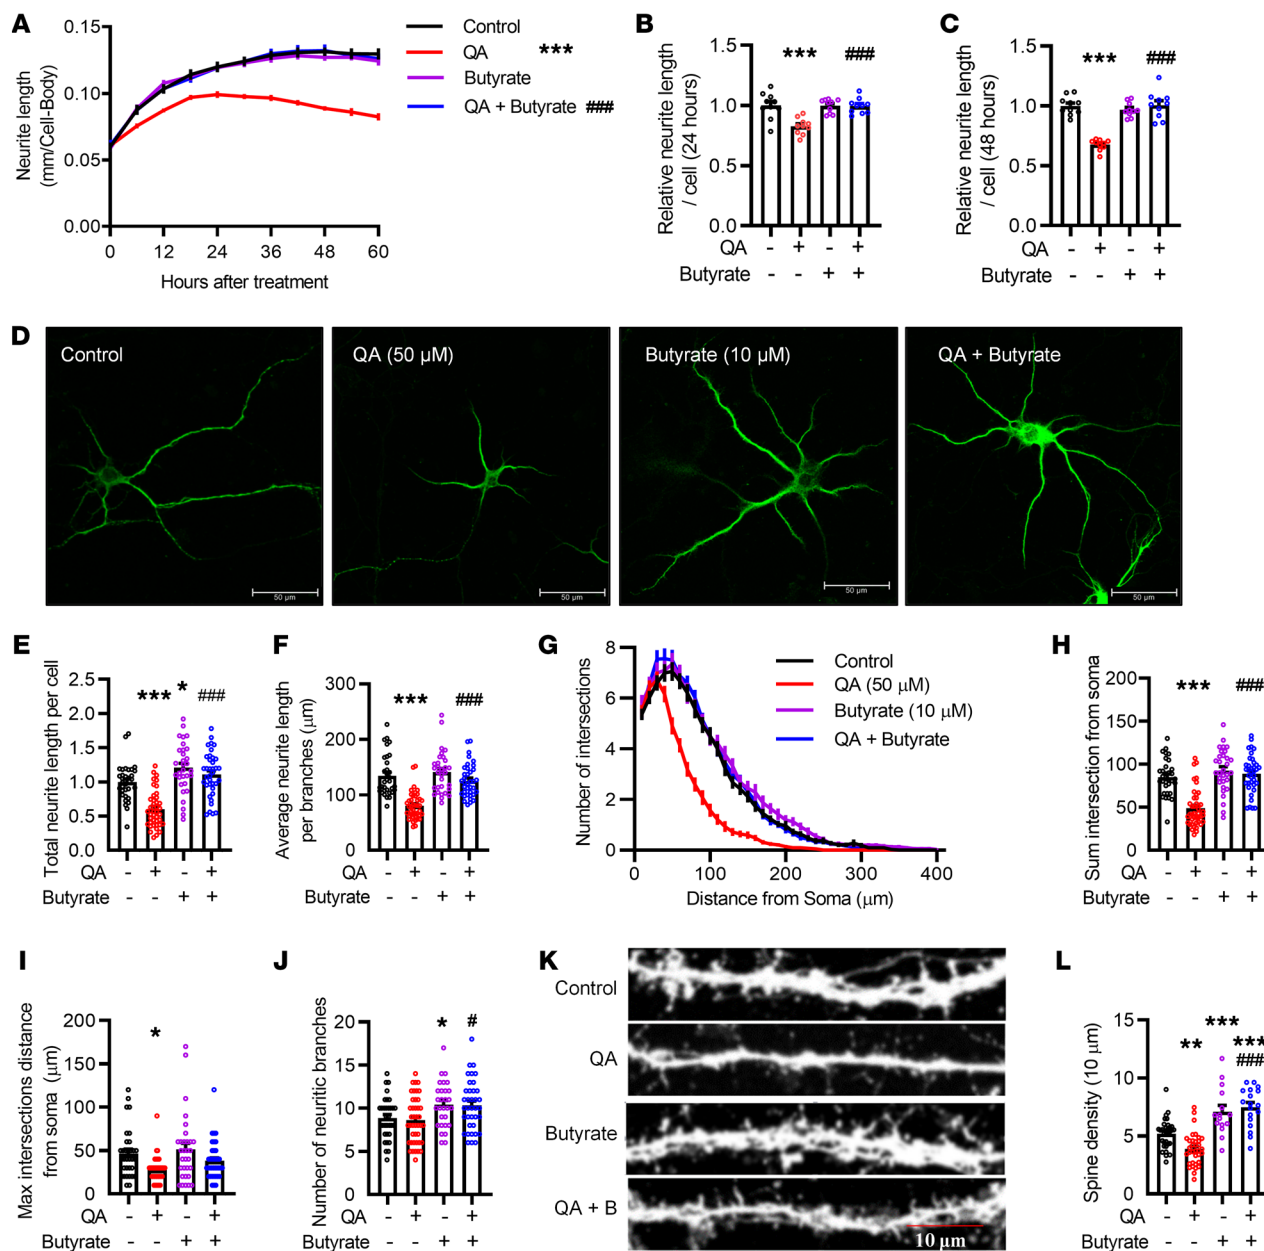 A
Neurite length
(mm/Cell-Body)
0.15
0.10
0.05
0.00
0 12 24 36 48 60
Hours after treatment
Control
QA ***
Butyrate
QA + Butyrate ###
B
Relative neurite length
/ cell (24 hours)
1.5
1.0
0.5
0.0
*** ###
QA - + - +
Butyrate - - + +
C
Relative neurite length
/ cell (48 hours)
1.5
1.0
0.5
0.0
*** ###
QA - + - +
Butyrate - - + +
D
Control
50 µm
QA (50 µM)
50 µm
Butyrate (10 µM)
50 µm
QA + Butyrate
50 µm
E
Total neurite length per cell
2.5
2.0
1.5
1.0
0.5
0.0
*** * ###
QA - + - +
Butyrate - - + +
F
Average neurite length
per branches (µm)
300
200
100
0
*** ###
- + - +
- - + +
G
Number of intersections
8
6
4
2
0
0 100 200 300 400
Distance from Soma (µm)
Control
QA (50 µM)
Butyrate (10 µM)
QA + Butyrate
H
Sum intersection from soma
200
150
100
50
0
*** ###
QA - + - +
Butyrate - - + +
I
Max intersections distance
from soma (µm)
200
150
100
50
0
*
QA - + - +
Butyrate - - + +
J
Number of neuritic branches
20
15
10
5
0
* #
QA - + - +
Butyrate - - + +
K
Control
QA
Butyrate
QA + B
10 µm
L
Spine density (10 µm)
15
10
5
0
** *** ***
###
QA - + - +
Butyrate - - + +